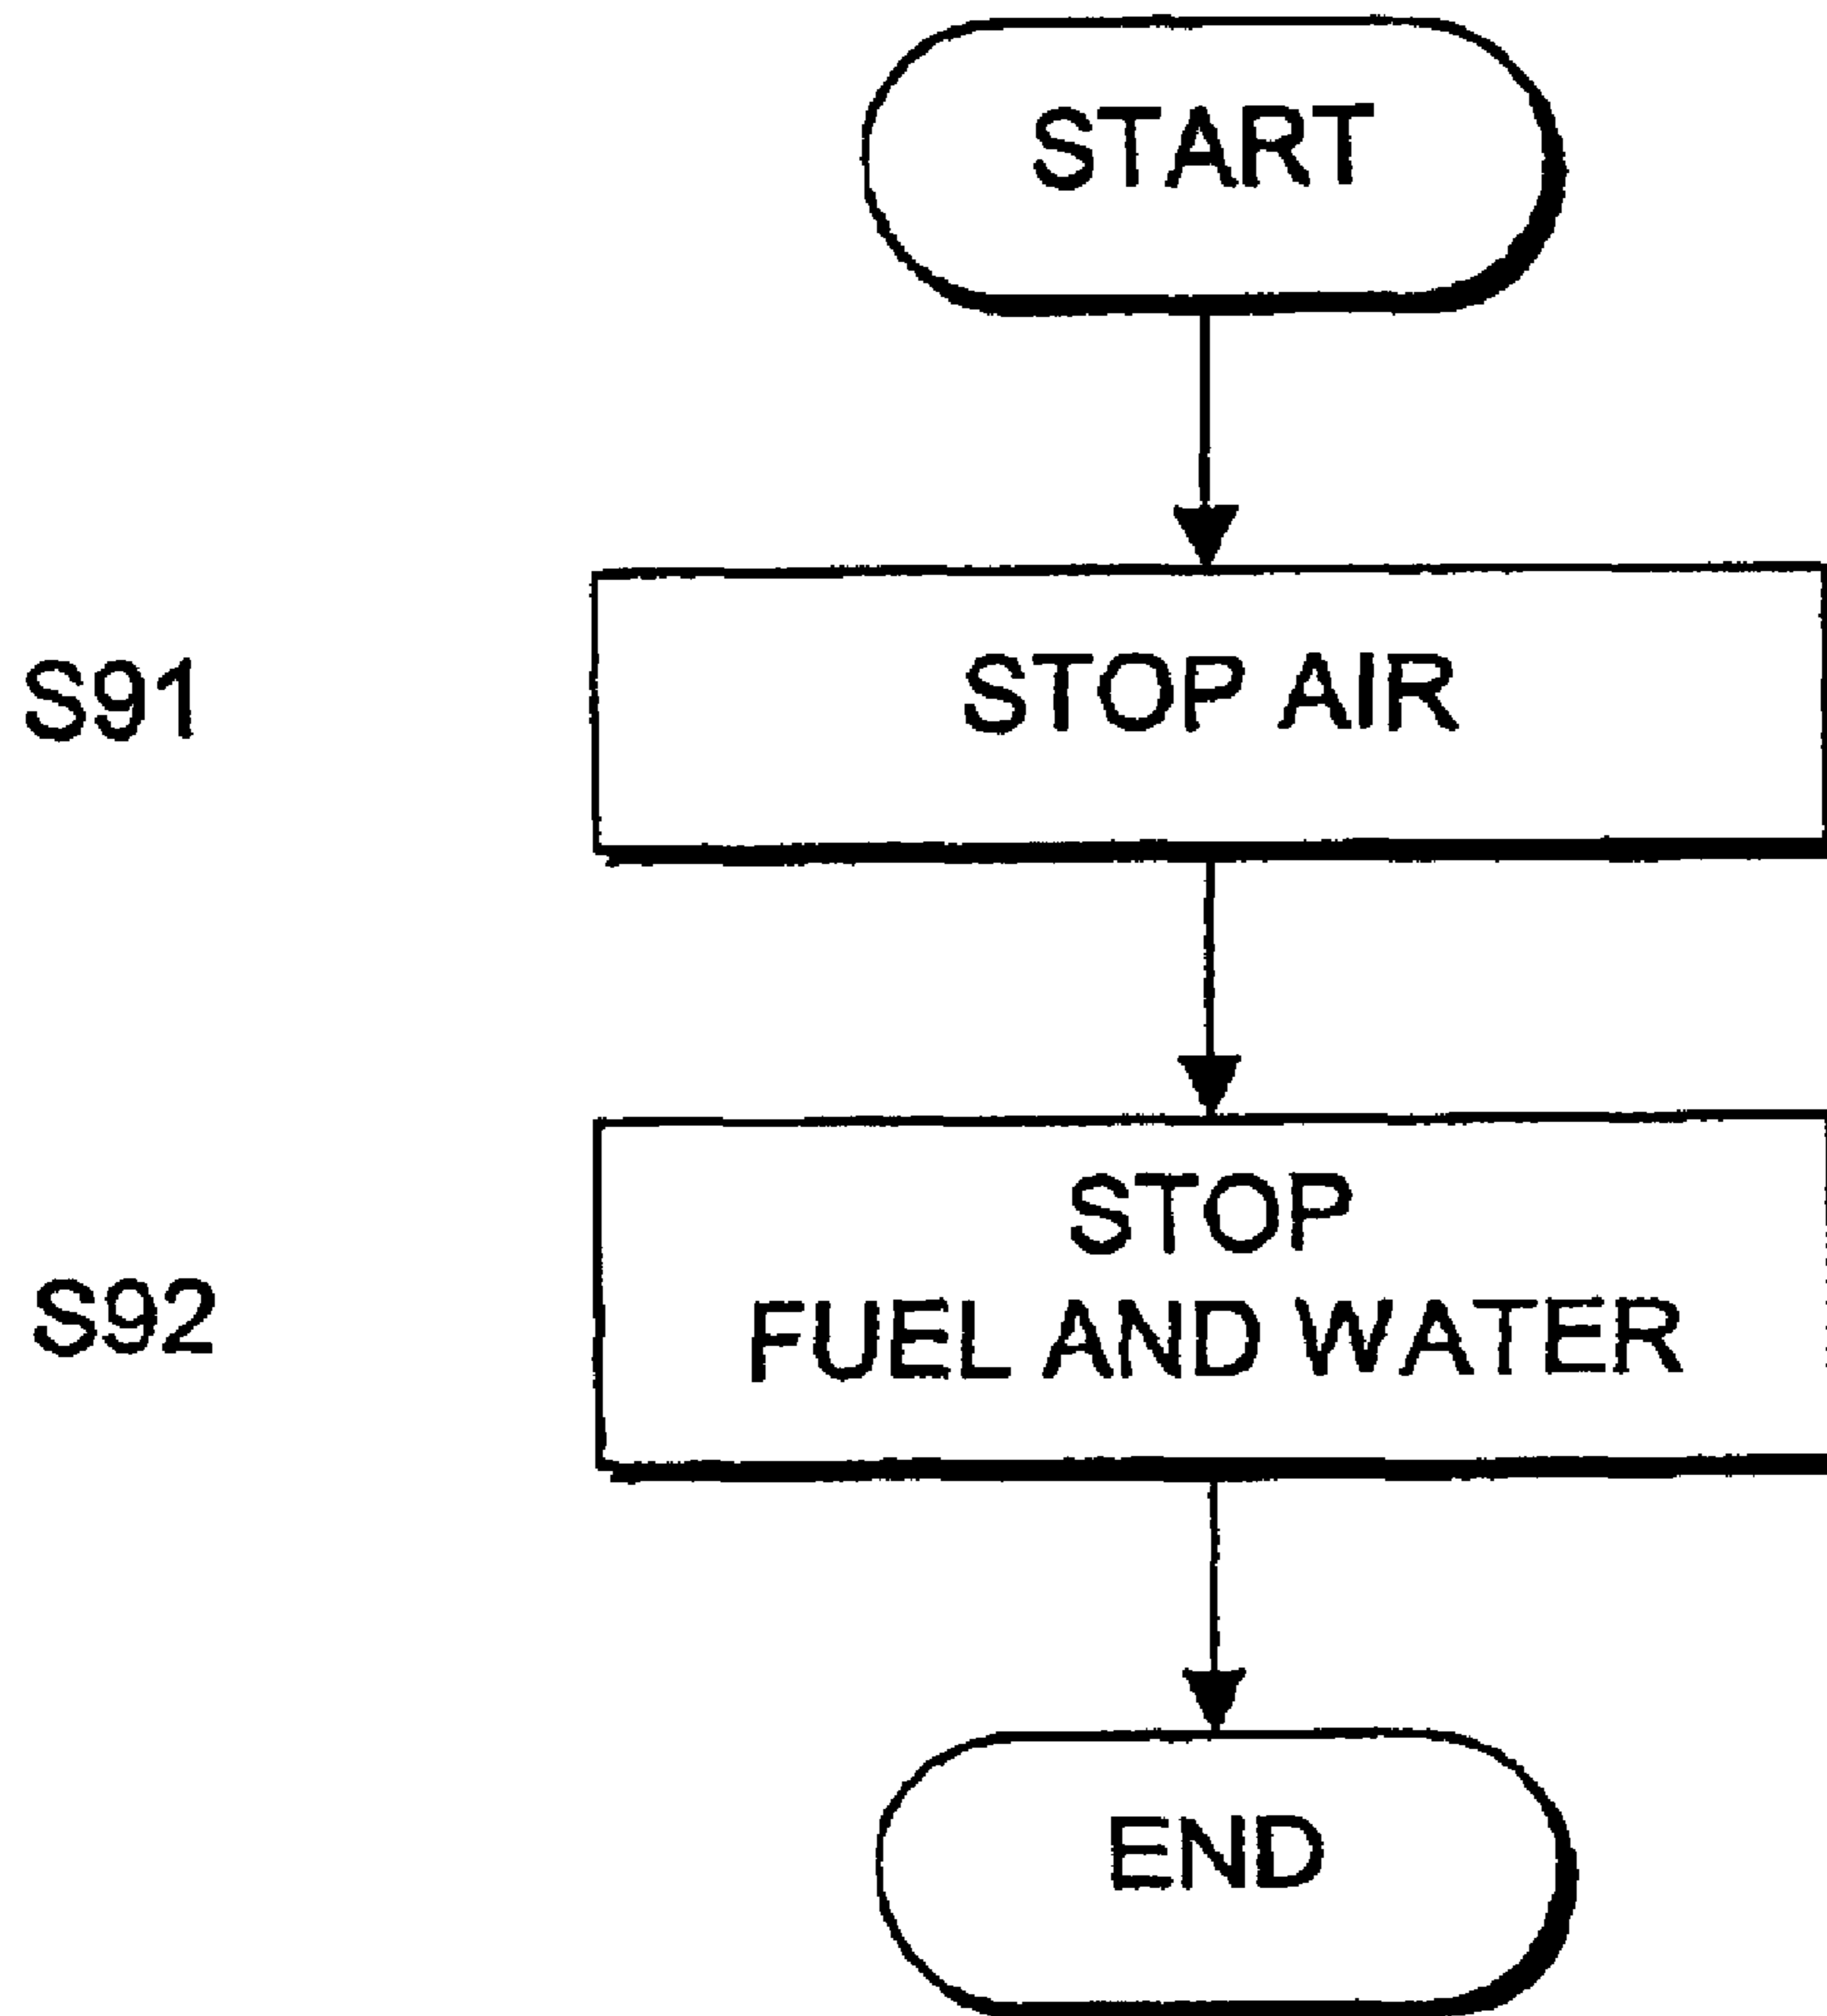 START
S91
STOP AIR
STOP
S92
FUEL AND WATER
END